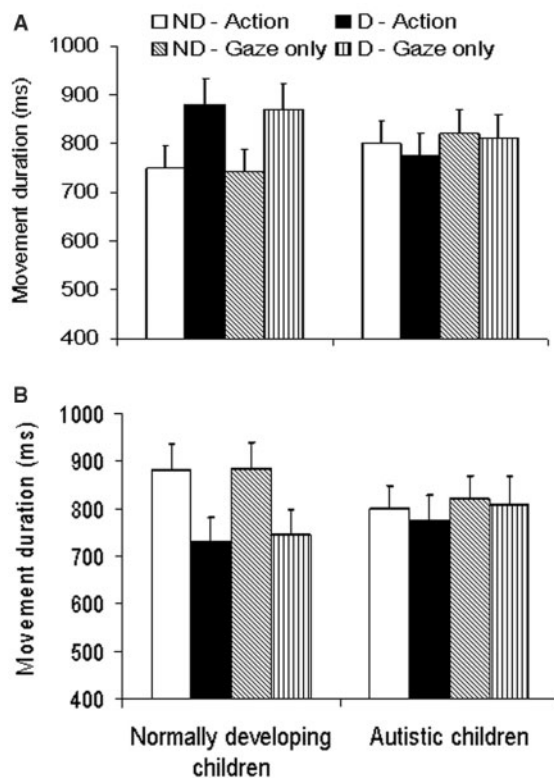 A
ND - Action D - Action
ND - Gaze only D - Gaze only
Movement duration (ms)
1000
900
800
700
600
500
400
B
Movement duration (ms)
1000
900
800
700
600
500
400
Normally developing
children
Autistic children